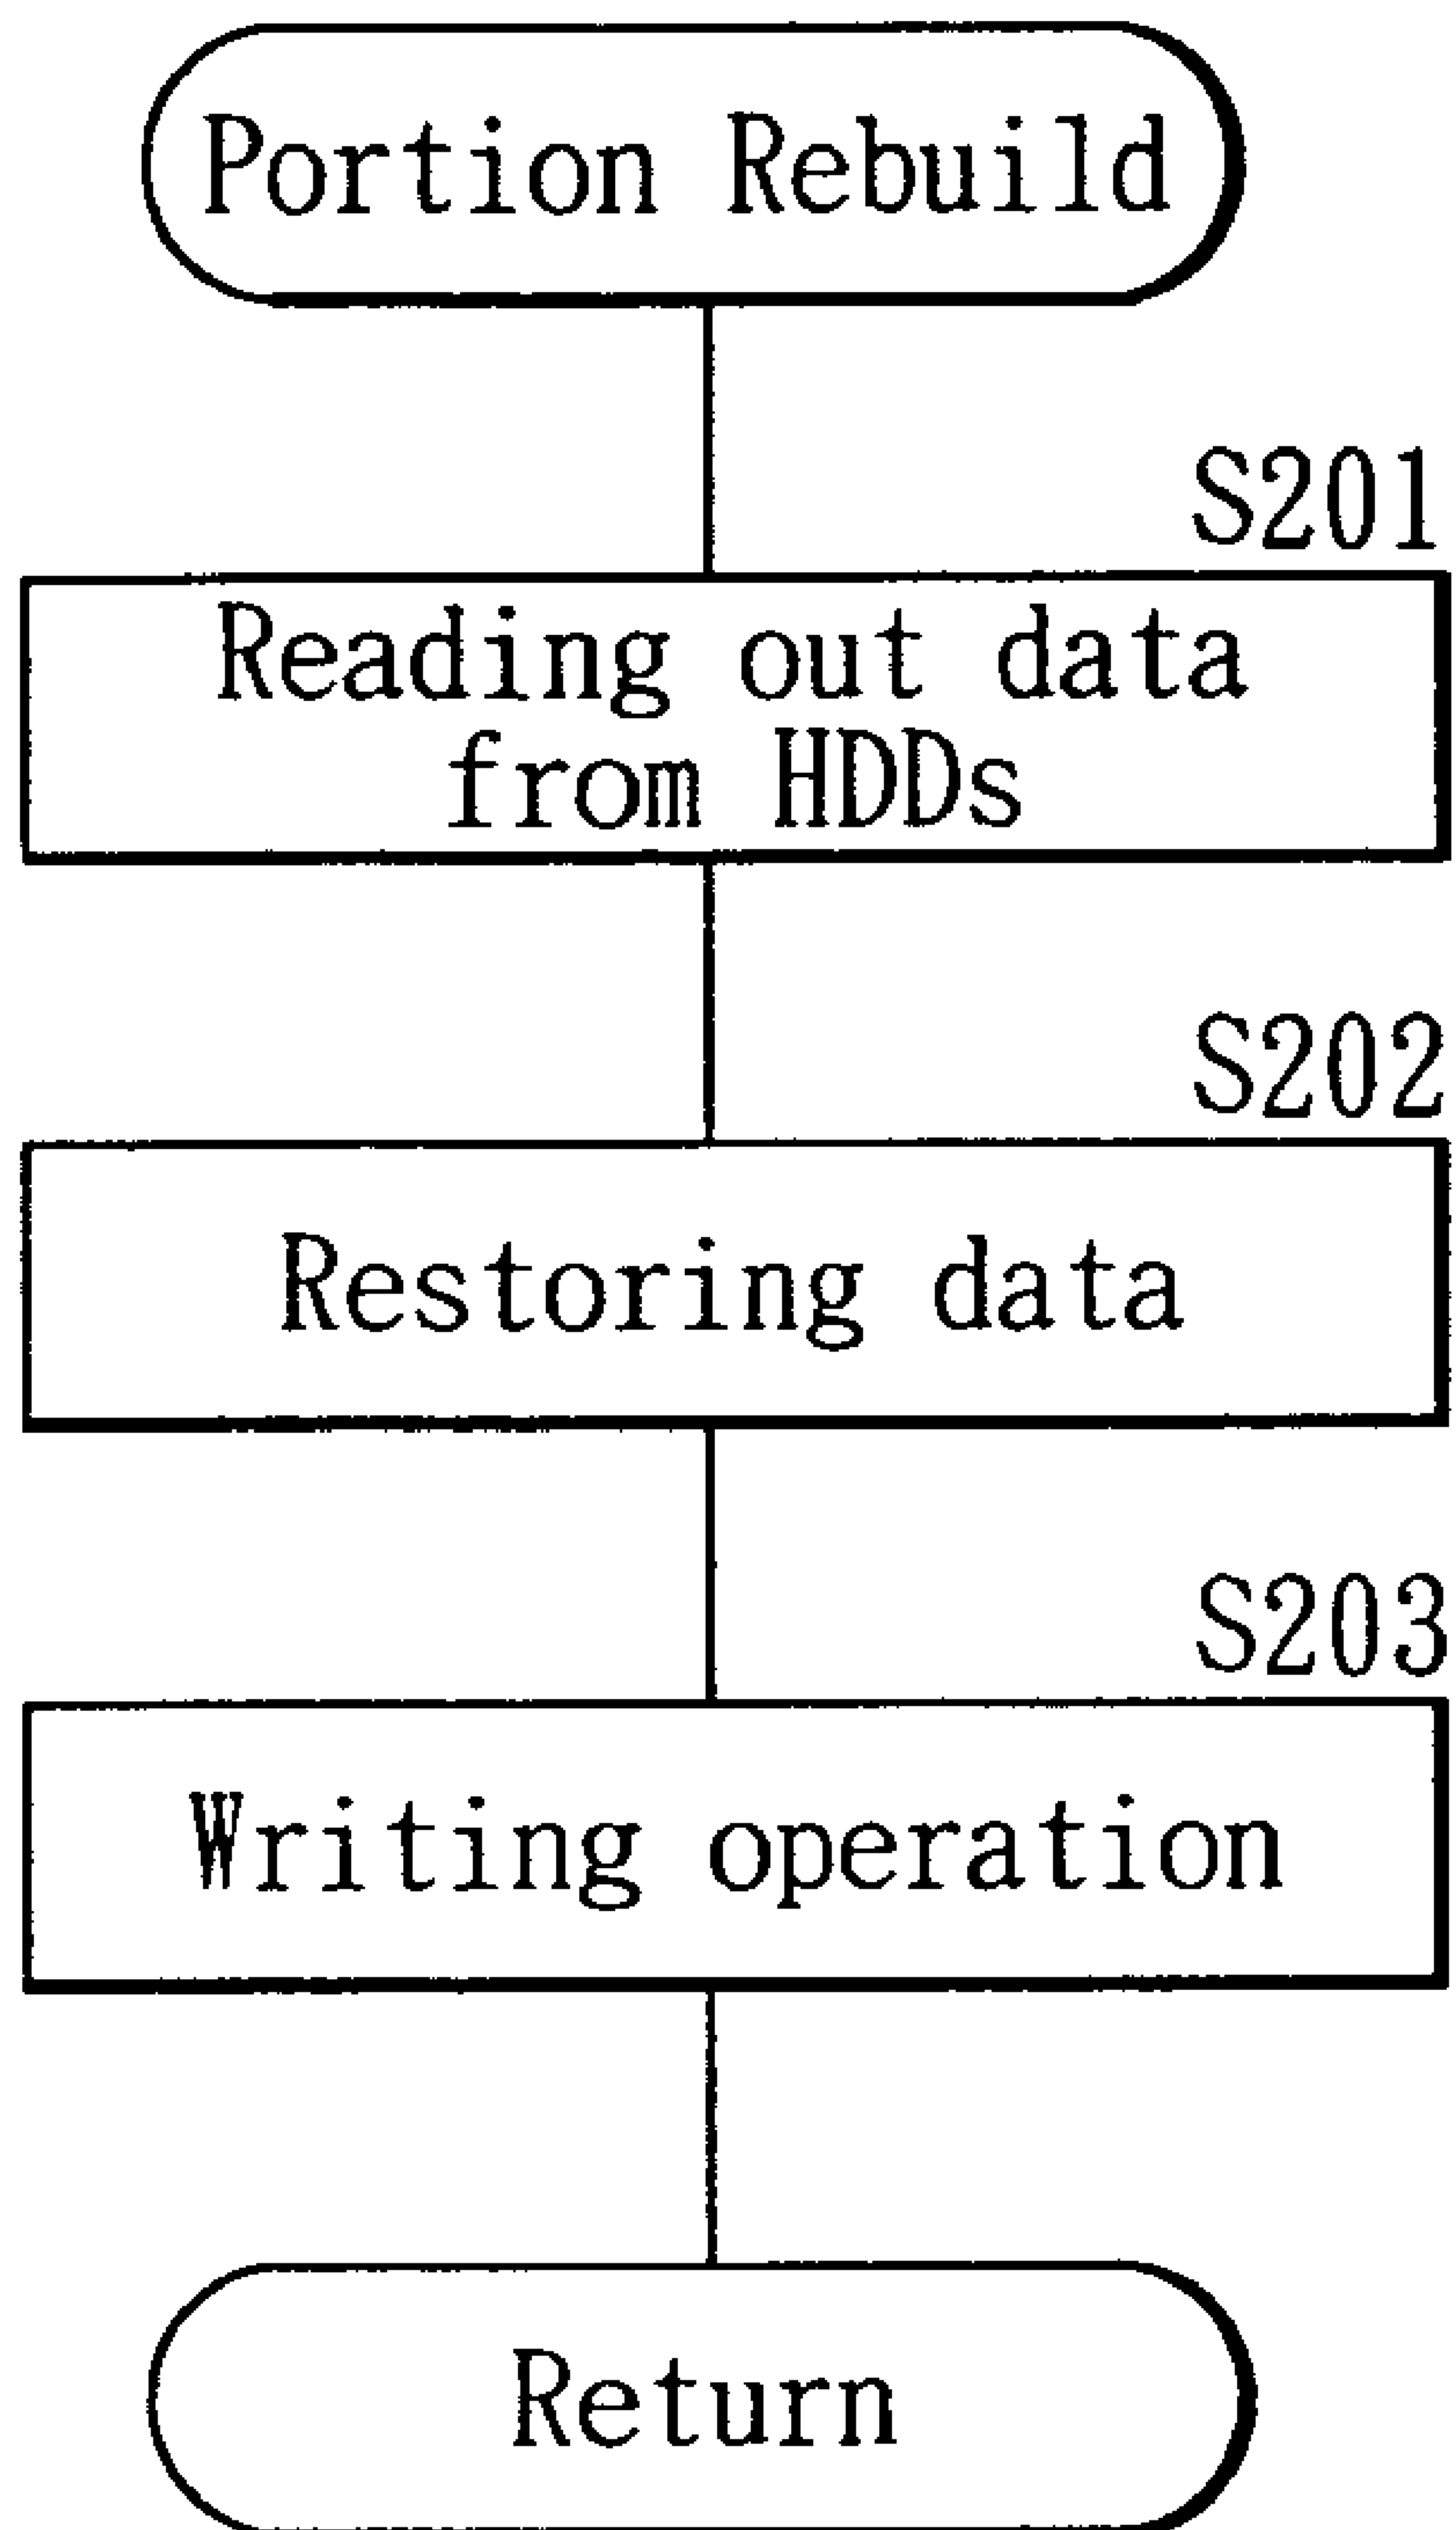 Portion Rebuild
S201
Reading out data
from HDDs
S202
Restoring data
S203
Writing operation
Return